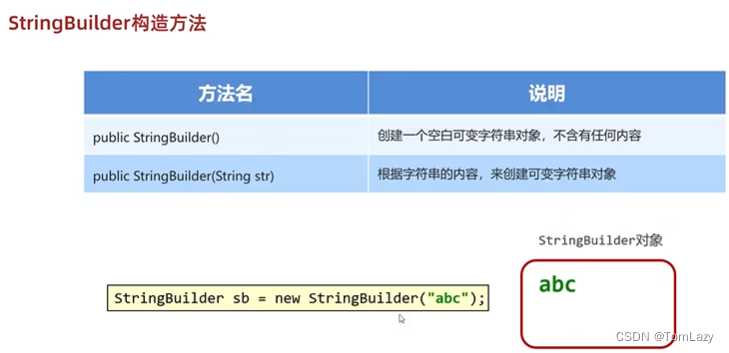 StringBuilder构造方法
方法名 说明
public StringBuilder() 创建一个空白可变字符串对象，不含有任何内容
public StringBuilder(String str) 根据字符串的内容，来创建可变字符串对象
StringBuilder对象
abc
StringBuilder sb = new StringBuilder("abc");
CSDN @TomLazy